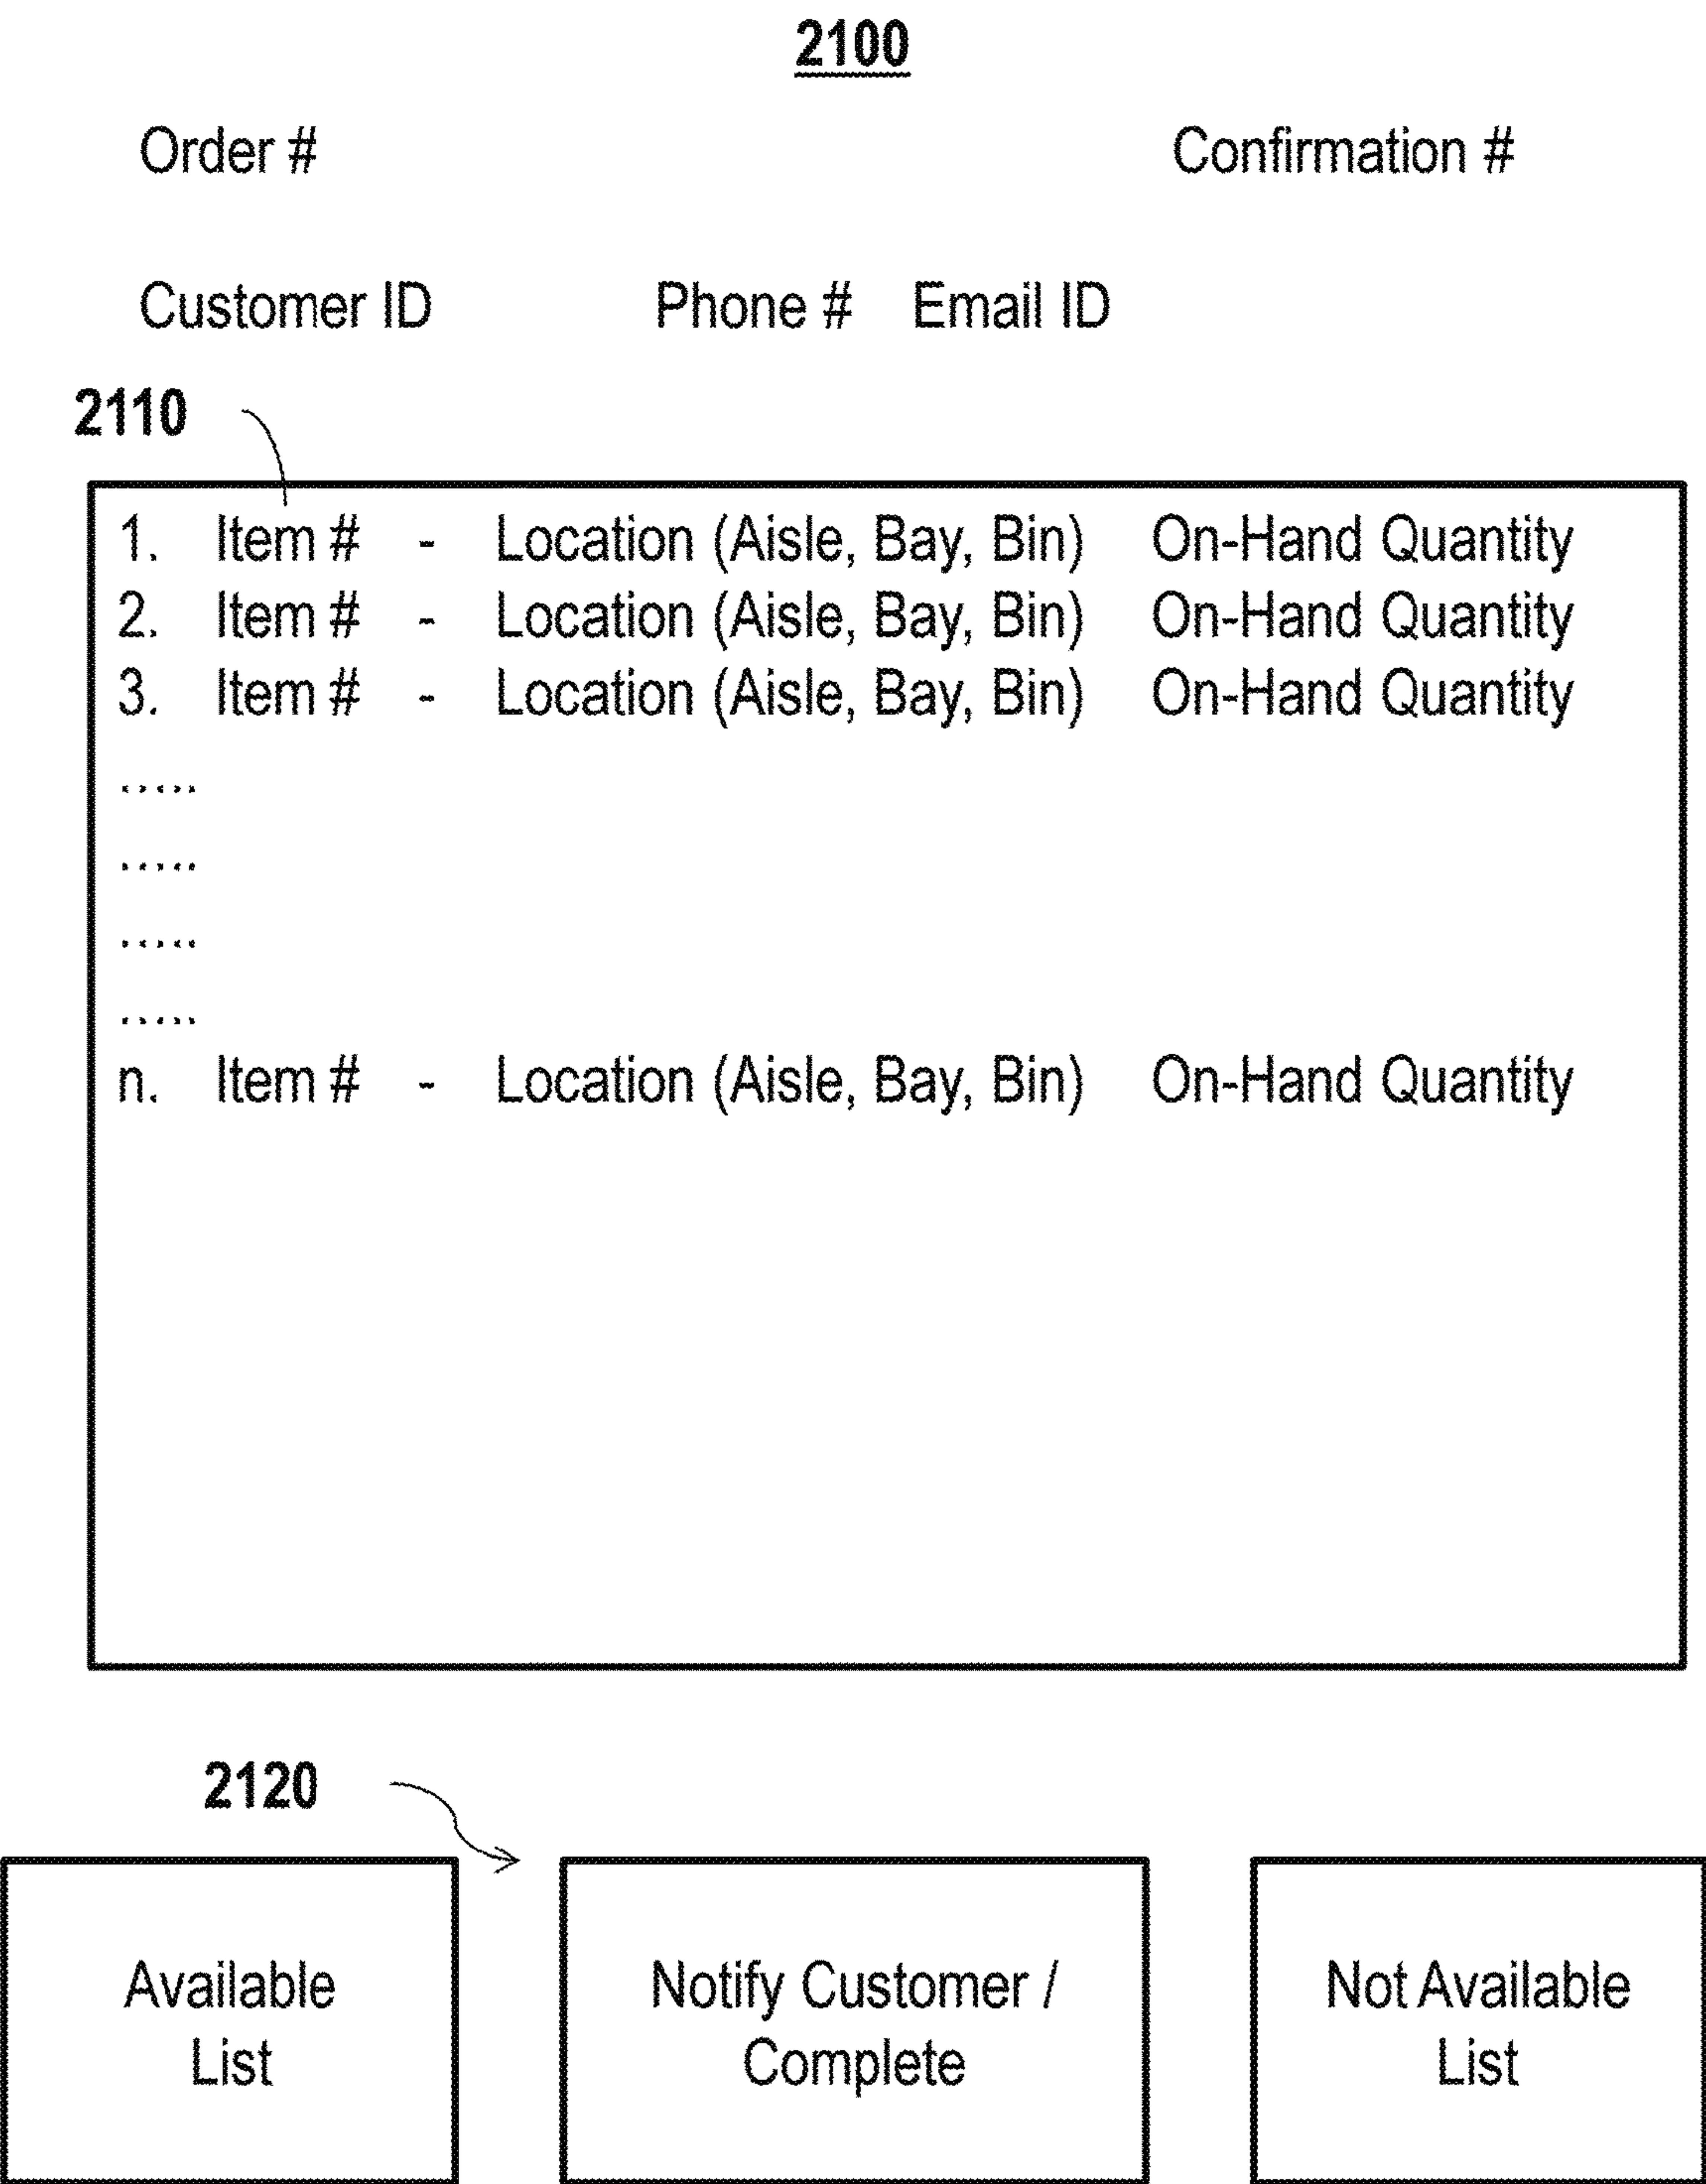 2100
Order # Confirmation #
Customer ID Phone # Email ID
2110
1. Item # - Location (Aisle, Bay, Bin) On-Hand Quantity
2. Item # - Location (Aisle, Bay, Bin) On-Hand Quantity
3. Item # - Location (Aisle, Bay, Bin) On-Hand Quantity
.....
.....
.....
.....
n. Item # - Location (Aisle, Bay, Bin) On-Hand Quantity
2120
Available
List
Notify Customer /
Complete
Not Available
List